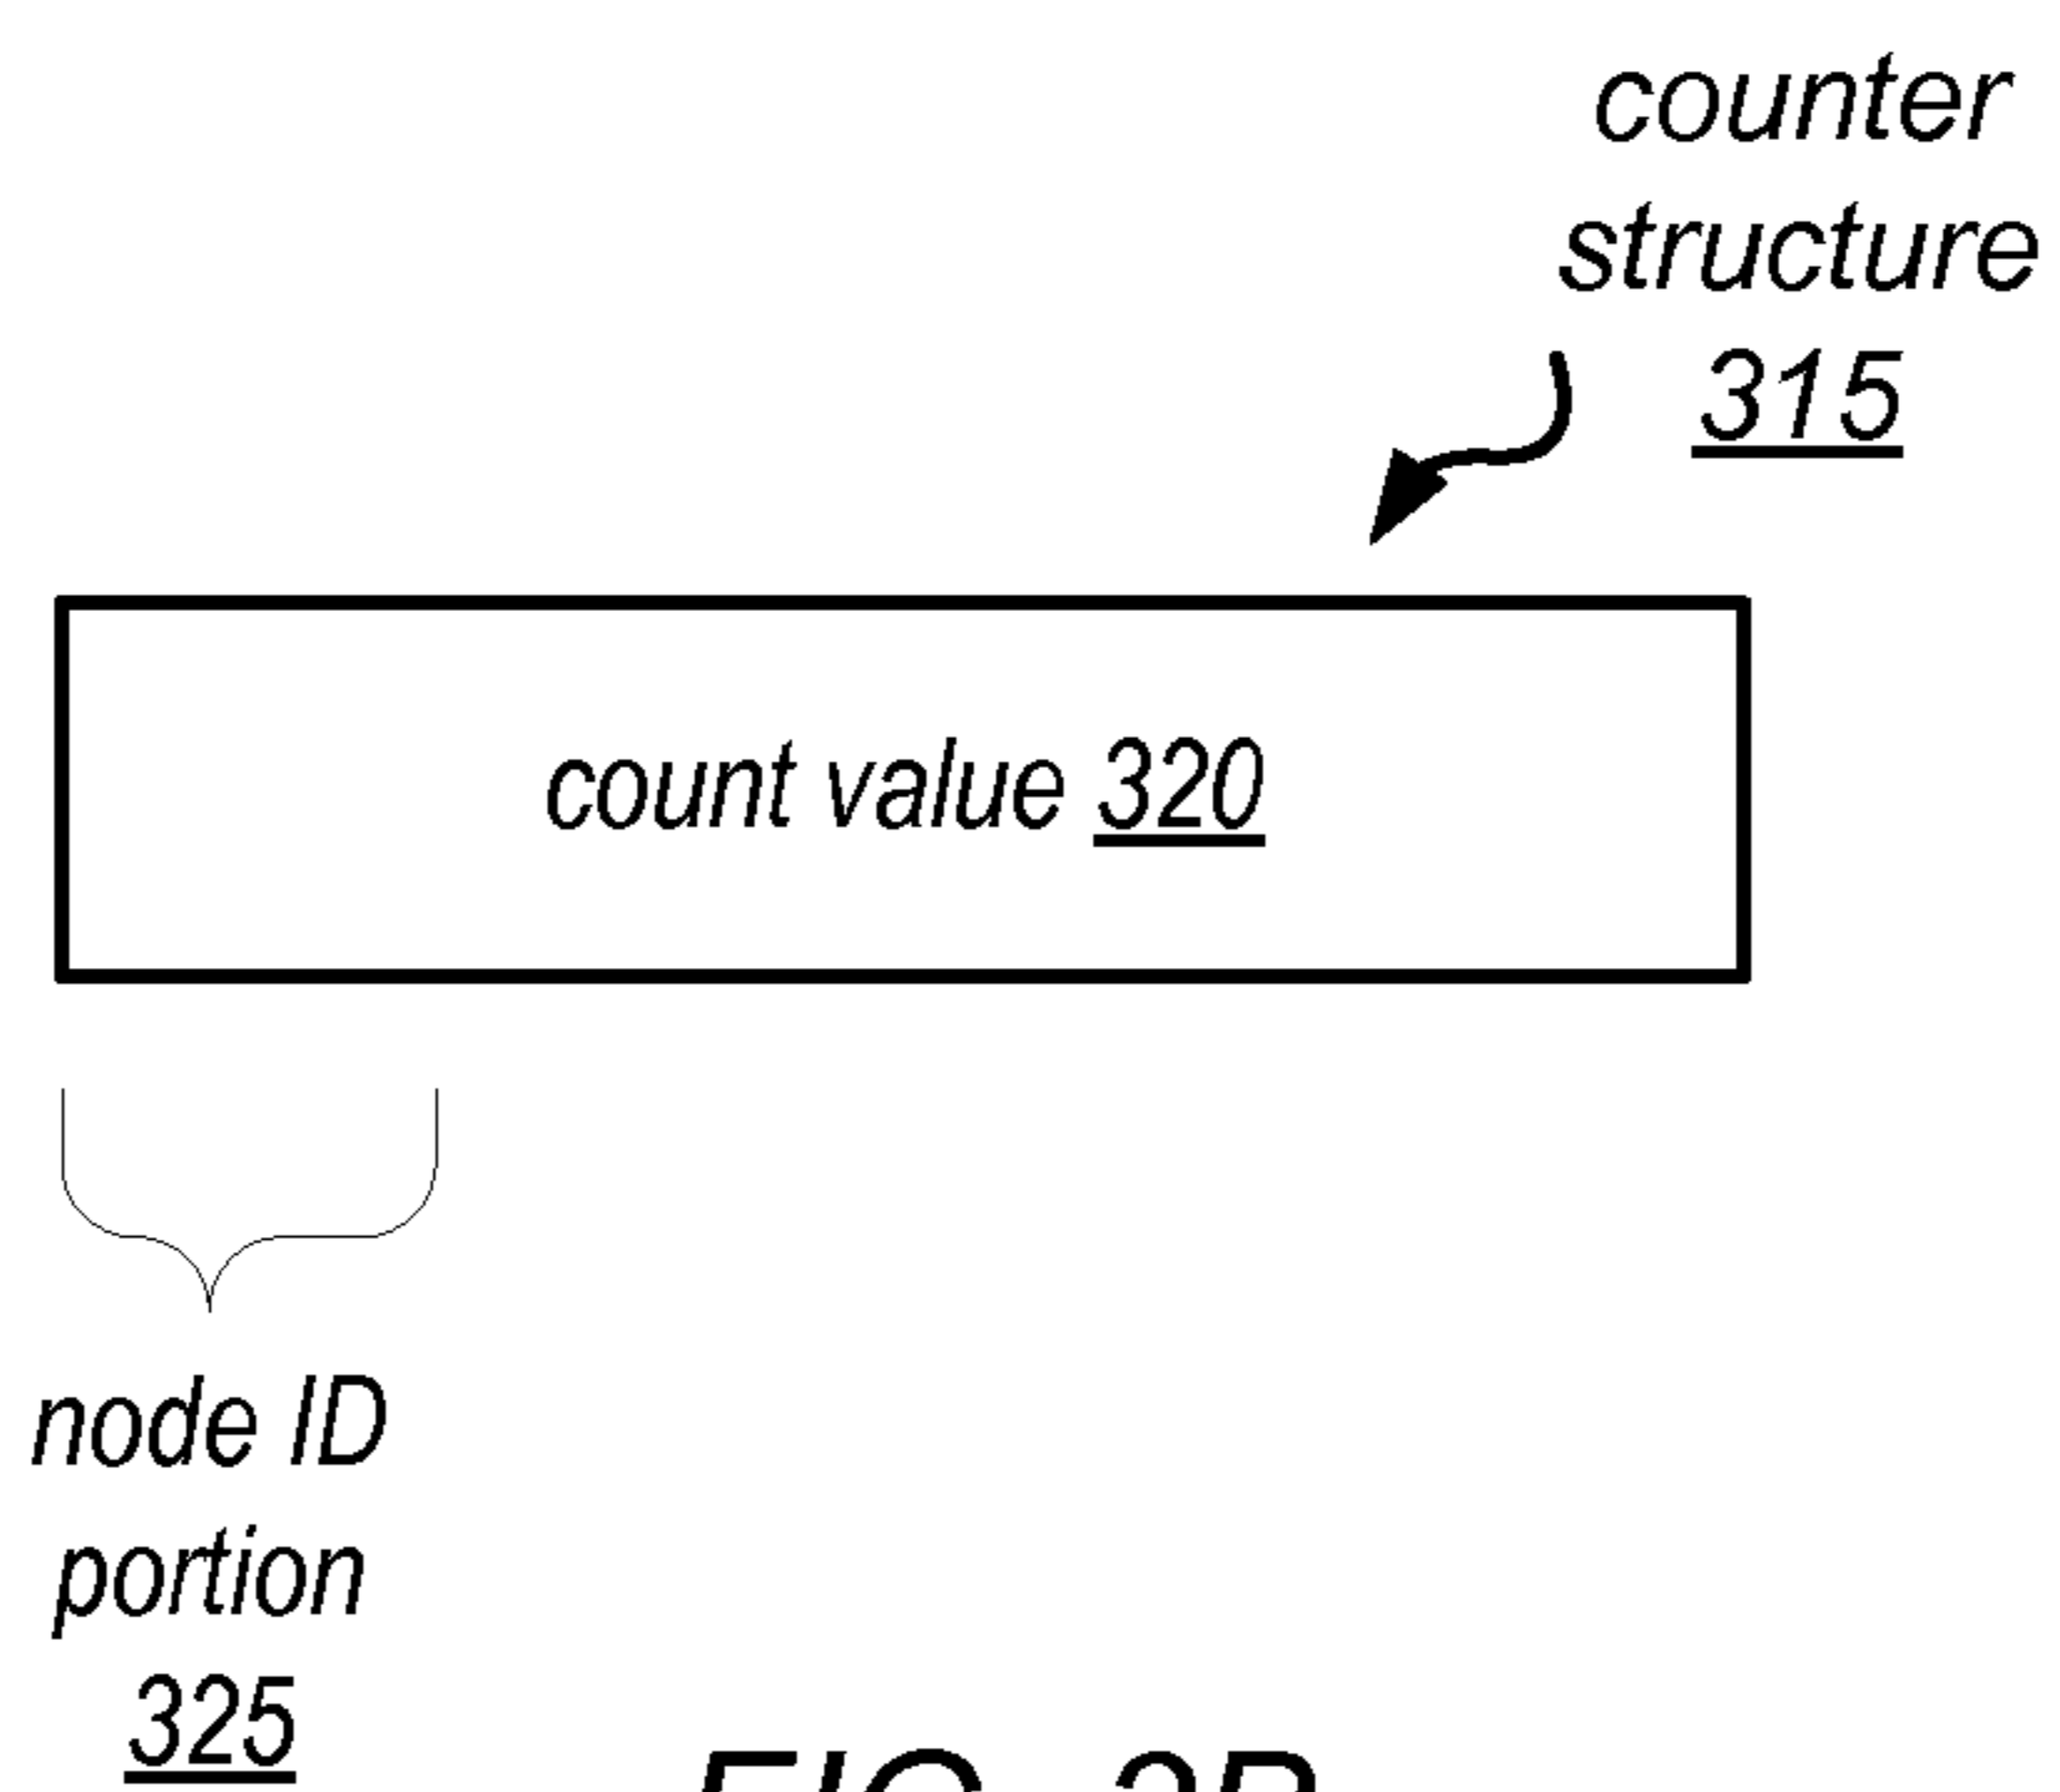 counter
structure
315
count value 320
node ID
portion
325